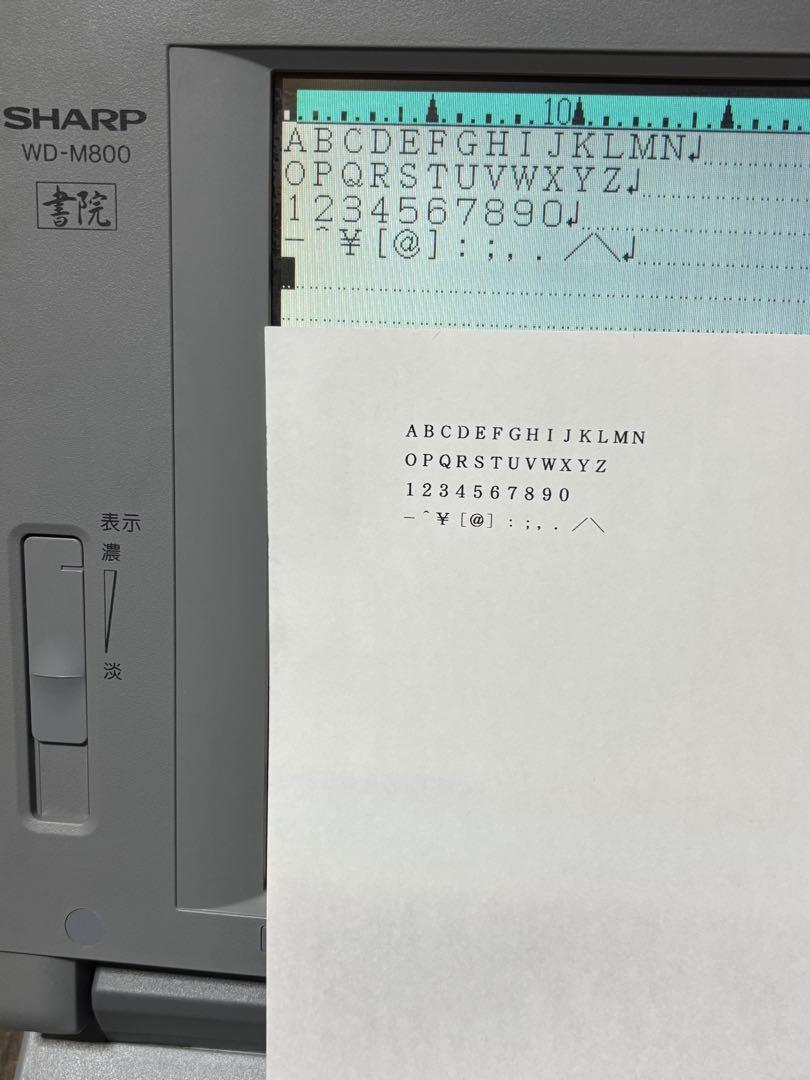 SHARP
WD-M800
書院
表示
濃
淡
10
ABCDEFGHIJKLMN↲
OPQRSTUVWXYZ↲
1234567890↲
－＾￥［＠］：；，．／＼↲
ABCDEFGHIJKLMN
OPQRSTUVWXYZ
1234567890
－＾￥［＠］：；，．／＼